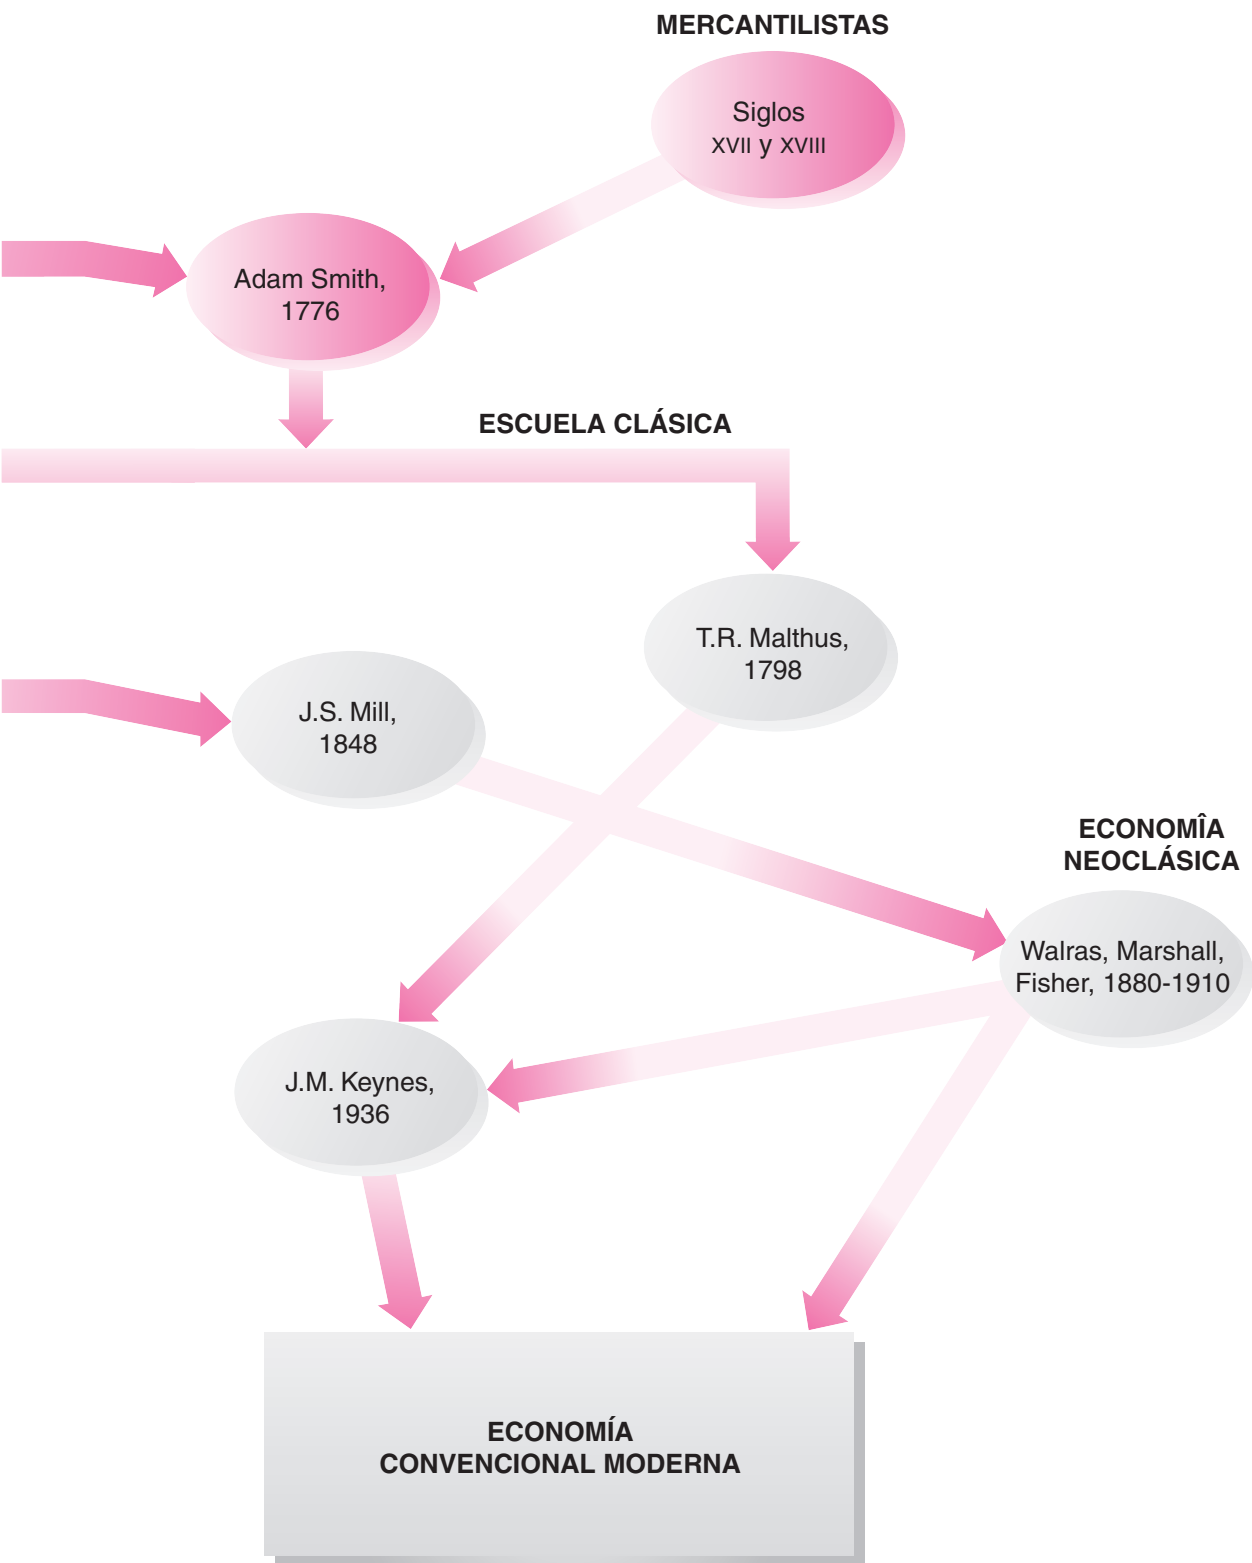 MERCANTILISTAS
Siglos
XVII y XVIII
Adam Smith,
1776
ESCUELA CLÁSICA
T.R. Malthus,
1798
J.S. Mill,
1848
ECONOMÎA
NEOCLÁSICA
Walras, Marshall,
Fisher, 1880-1910
J.M. Keynes,
1936
ECONOMÍA
CONVENCIONAL MODERNA